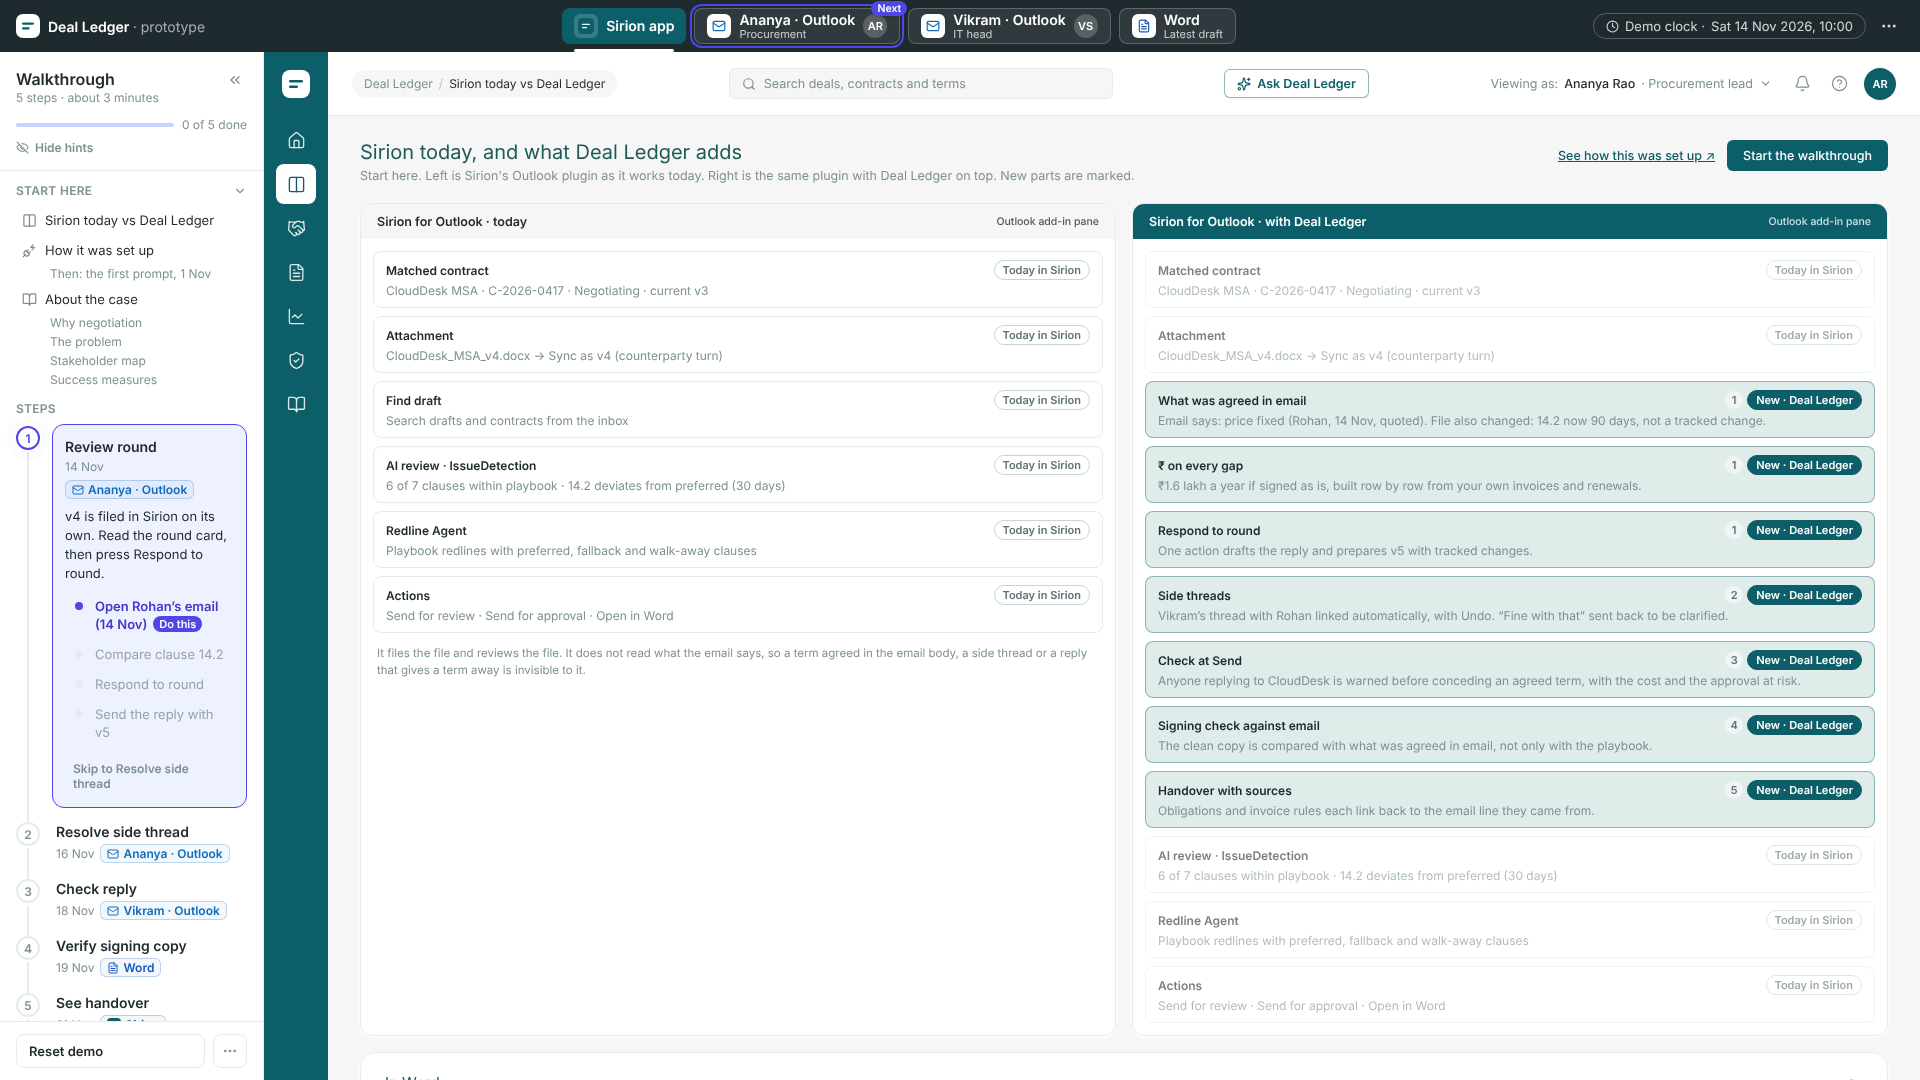 Deal Ledger · prototype
Sirion app
Ananya · Outlook
Procurement
AR
Next
Vikram · Outlook
IT head
VS
Word
Latest draft
Demo clock · Sat 14 Nov 2026, 10:00
Walkthrough
5 steps · about 3 minutes
0 of 5 done
Hide hints
START HERE
Sirion today vs Deal Ledger
How it was set up
Then: the first prompt, 1 Nov
About the case
Why negotiation
The problem
Stakeholder map
Success measures
STEPS
1
Review round
14 Nov
Ananya · Outlook
v4 is filed in Sirion on its
own. Read the round card,
then press Respond to
round.
Open Rohan's email
(14 Nov) Do this
Compare clause 14.2
Respond to round
Send the reply with
v5
Skip to Resolve side
thread
2
Resolve side thread
16 Nov Ananya · Outlook
3
Check reply
18 Nov Vikram · Outlook
4
Verify signing copy
19 Nov Word
5
See handover
Reset demo
Deal Ledger / Sirion today vs Deal Ledger
Search deals, contracts and terms
Ask Deal Ledger
Viewing as: Ananya Rao · Procurement lead
AR
Sirion today, and what Deal Ledger adds
Start here. Left is Sirion's Outlook plugin as it works today. Right is the same plugin with Deal Ledger on top. New parts are marked.
See how this was set up ↗
Start the walkthrough
Sirion for Outlook · today
Outlook add-in pane
Matched contract
Today in Sirion
CloudDesk MSA · C-2026-0417 · Negotiating · current v3
Attachment
Today in Sirion
CloudDesk_MSA_v4.docx → Sync as v4 (counterparty turn)
Find draft
Today in Sirion
Search drafts and contracts from the inbox
AI review · IssueDetection
Today in Sirion
6 of 7 clauses within playbook · 14.2 deviates from preferred (30 days)
Redline Agent
Today in Sirion
Playbook redlines with preferred, fallback and walk-away clauses
Actions
Today in Sirion
Send for review · Send for approval · Open in Word
It files the file and reviews the file. It does not read what the email says, so a term agreed in the email body, a side thread or a reply
that gives a term away is invisible to it.
Sirion for Outlook · with Deal Ledger
Outlook add-in pane
Matched contract
Today in Sirion
CloudDesk MSA · C-2026-0417 · Negotiating · current v3
Attachment
Today in Sirion
CloudDesk_MSA_v4.docx → Sync as v4 (counterparty turn)
What was agreed in email
1 New · Deal Ledger
Email says: price fixed (Rohan, 14 Nov, quoted). File also changed: 14.2 now 90 days, not a tracked change.
₹ on every gap
1 New · Deal Ledger
₹1.6 lakh a year if signed as is, built row by row from your own invoices and renewals.
Respond to round
1 New · Deal Ledger
One action drafts the reply and prepares v5 with tracked changes.
Side threads
2 New · Deal Ledger
Vikram's thread with Rohan linked automatically, with Undo. “Fine with that” sent back to be clarified.
Check at Send
3 New · Deal Ledger
Anyone replying to CloudDesk is warned before conceding an agreed term, with the cost and the approval at risk.
Signing check against email
4 New · Deal Ledger
The clean copy is compared with what was agreed in email, not only with the playbook.
Handover with sources
5 New · Deal Ledger
Obligations and invoice rules each link back to the email line they came from.
AI review · IssueDetection
Today in Sirion
6 of 7 clauses within playbook · 14.2 deviates from preferred (30 days)
Redline Agent
Today in Sirion
Playbook redlines with preferred, fallback and walk-away clauses
Actions
Today in Sirion
Send for review · Send for approval · Open in Word